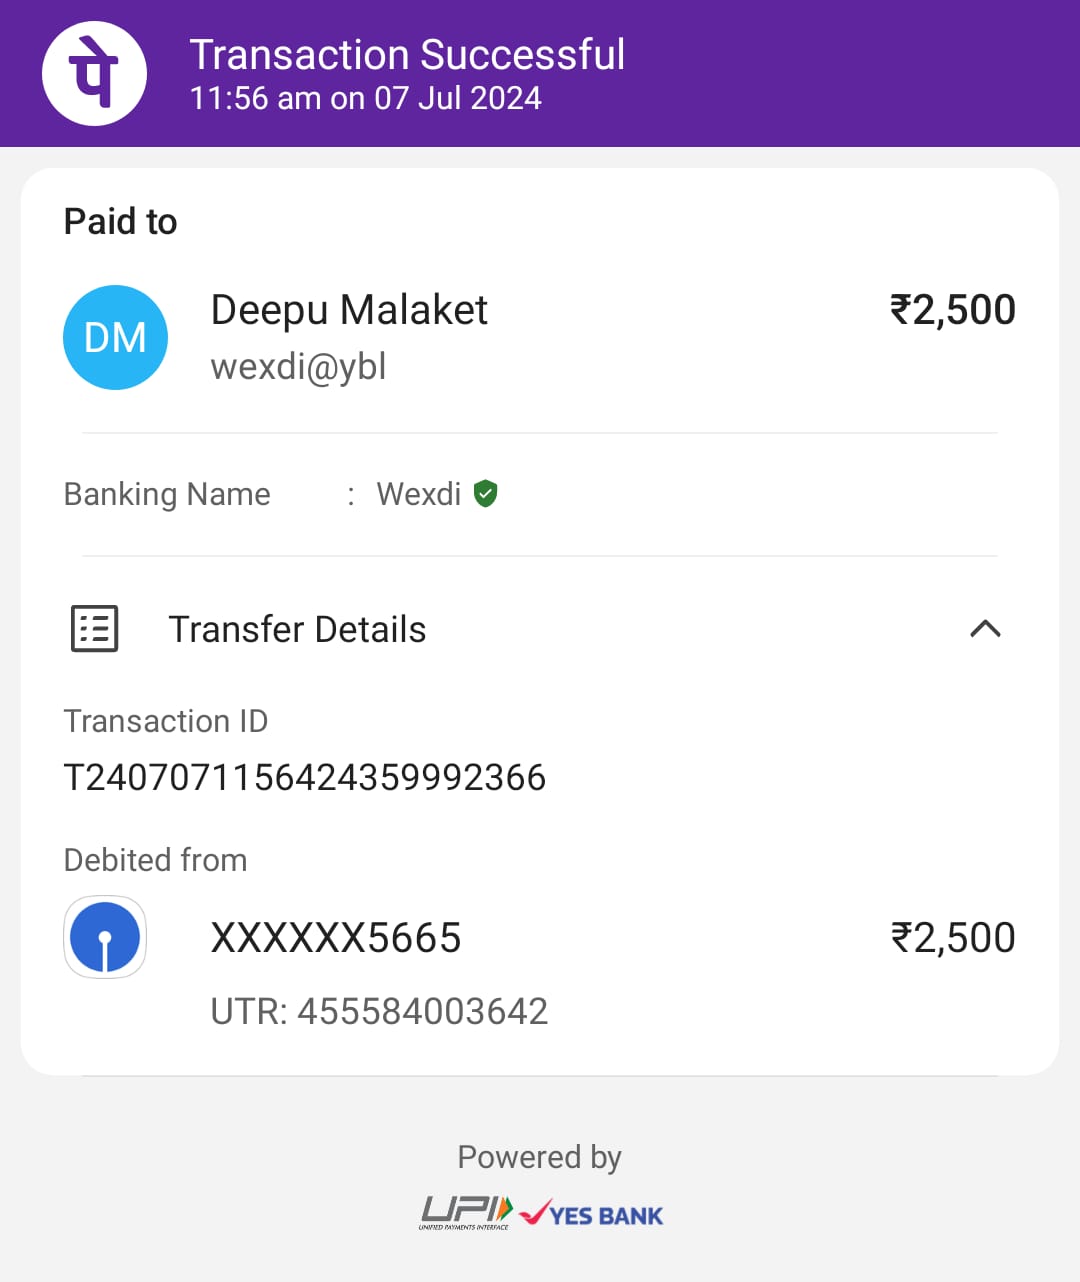 पे
Transaction Successful
11:56 am on 07 Jul 2024
Paid to
DM
Deepu Malaket
₹2,500
wexdi@ybl
Banking Name : Wexdi
Transfer Details
Transaction ID
T2407071156424359992366
Debited from
XXXXXX5665
₹2,500
UTR: 455584003642
Powered by
UPI
UNIFIED PAYMENTS INTERFACE
YES BANK